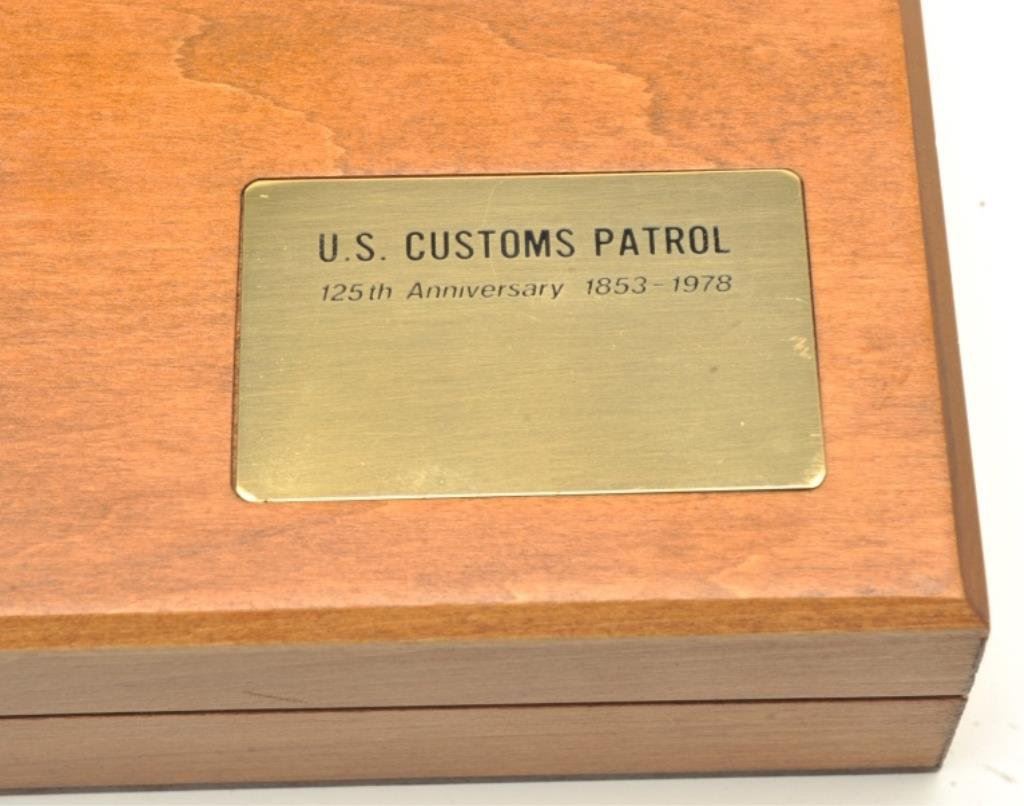 U.S. CUSTOMS PATROL
125th Anniversary 1853-1978